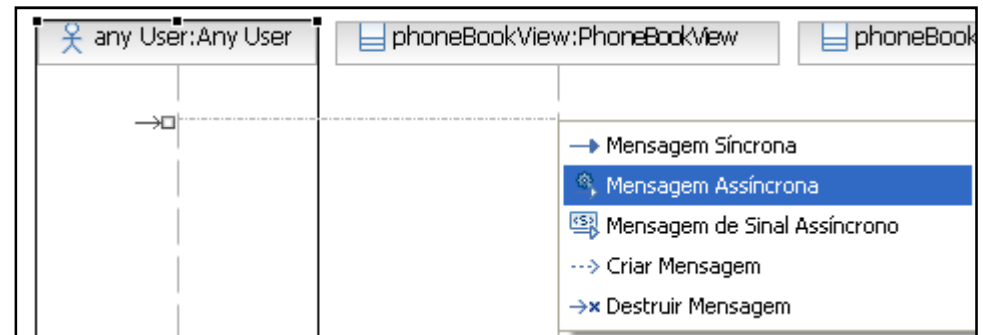 any User:Any User
phoneBookView:PhoneBookView
phoneBook
Mensagem Síncrona
Mensagem Assíncrona
<S>
Mensagem de Sinal Assíncrono
Criar Mensagem
Destruir Mensagem